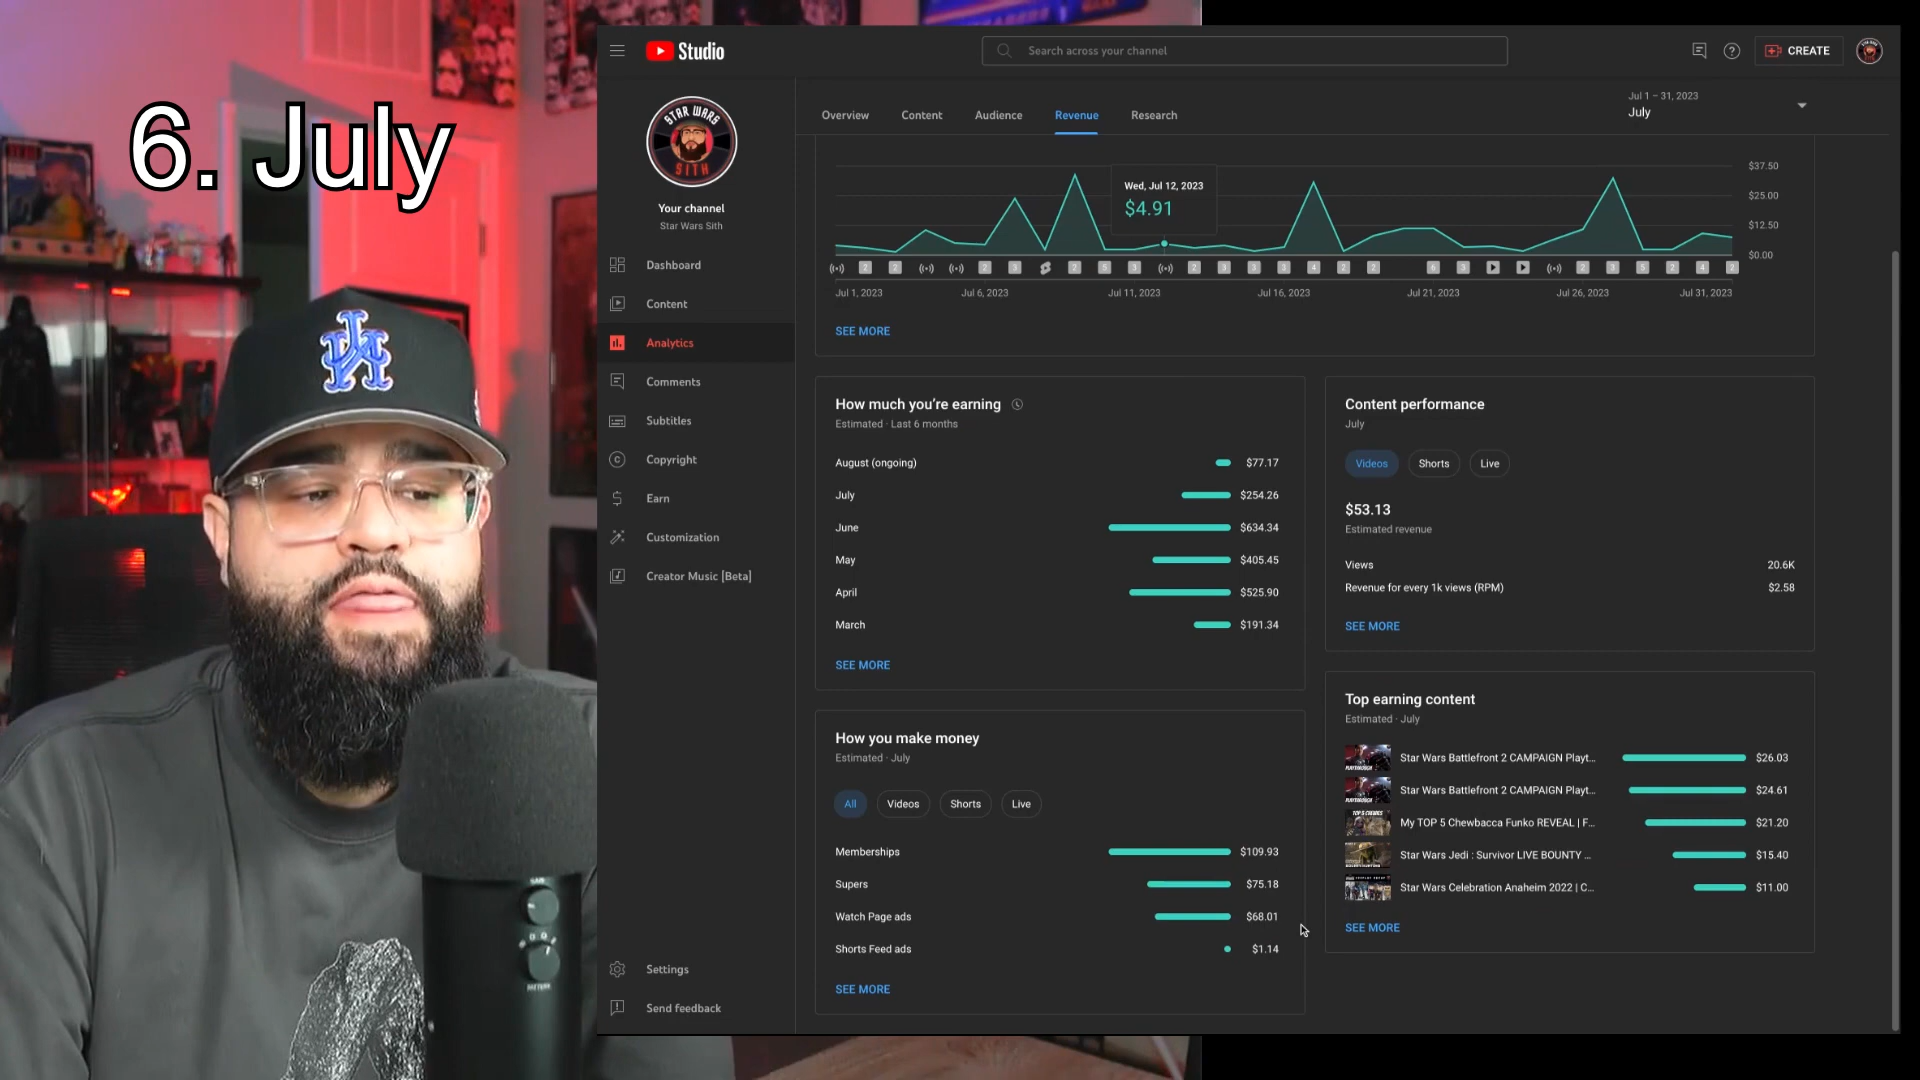 6. July
Studio
Search across your channel
CREATE
STAR WARS
SITH
Your channel
Star Wars Sith
Dashboard
Content
Analytics
Comments
Subtitles
Copyright
Earn
Customization
Creator Music [Beta]
Settings
Send feedback
Overview
Content
Audience
Revenue
Research
Jul 1 – 31, 2023
July
Wed, Jul 12, 2023
$4.91
$37.50
$25.00
$12.50
$0.00
Jul 1, 2023
Jul 6, 2023
Jul 11, 2023
Jul 16, 2023
Jul 21, 2023
Jul 26, 2023
Jul 31, 2023
SEE MORE
How much you're earning
Estimated · Last 6 months
August (ongoing) $77.17
July $254.26
June $634.34
May $405.45
April $525.90
March $191.34
SEE MORE
How you make money
Estimated · July
All Videos Shorts Live
Memberships $109.93
Supers $75.18
Watch Page ads $68.01
Shorts Feed ads $1.14
SEE MORE
Content performance
July
Videos Shorts Live
$53.13
Estimated revenue
Views 20.6K
Revenue for every 1k views (RPM) $2.58
SEE MORE
Top earning content
Estimated · July
Star Wars Battlefront 2 CAMPAIGN Playt... $26.03
Star Wars Battlefront 2 CAMPAIGN Playt... $24.61
My TOP 5 Chewbacca Funko REVEAL | F... $21.20
Star Wars Jedi : Survivor LIVE BOUNTY ... $15.40
Star Wars Celebration Anaheim 2022 | C... $11.00
SEE MORE